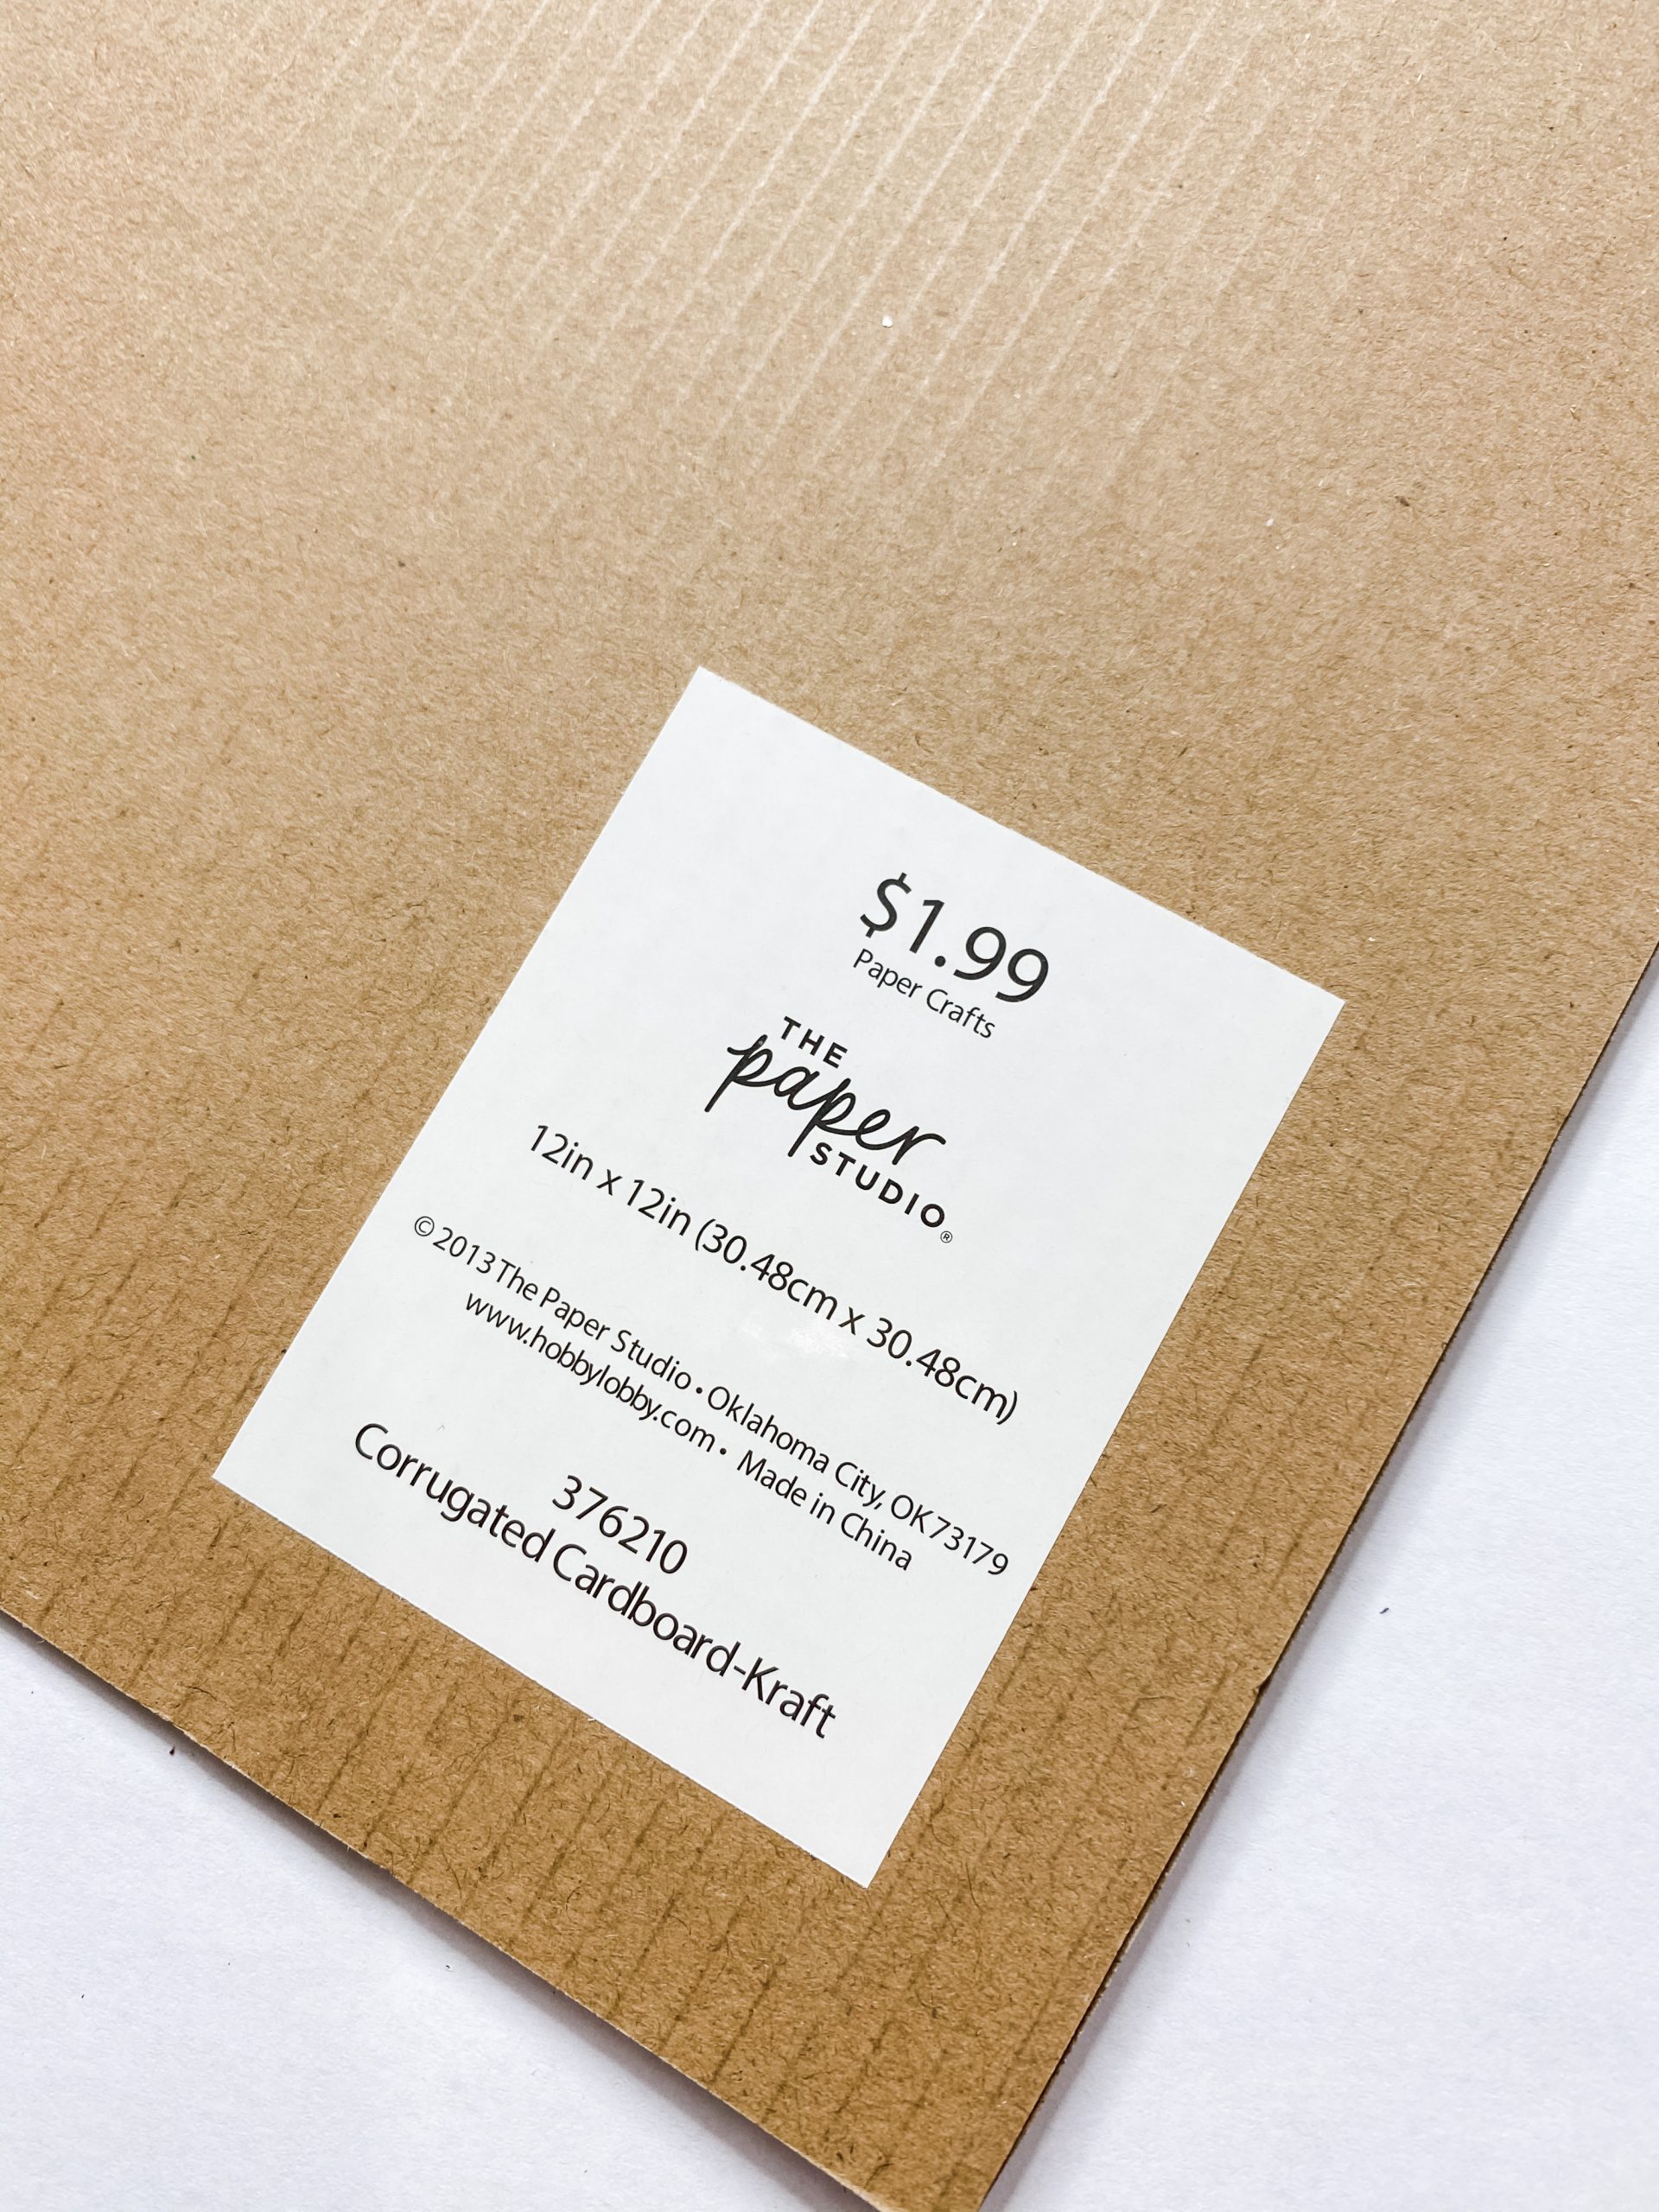 $1.99
Paper Crafts
THE
paper
STUDIO®
12in x 12in (30.48cm x 30.48cm)
© 2013 The Paper Studio • Oklahoma City, OK 73179
www.hobbylobby.com • Made in China
376210
Corrugated Cardboard-Kraft